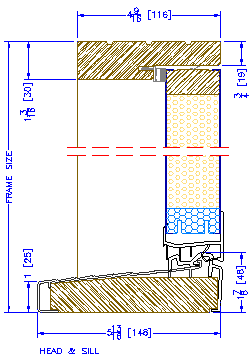 4 9/16 [116]
1 3/16 [30]
3/4 [19]
FRAME SIZE
1 [25]
1 7/8 [48]
5 13/16 [148]
HEAD & SILL